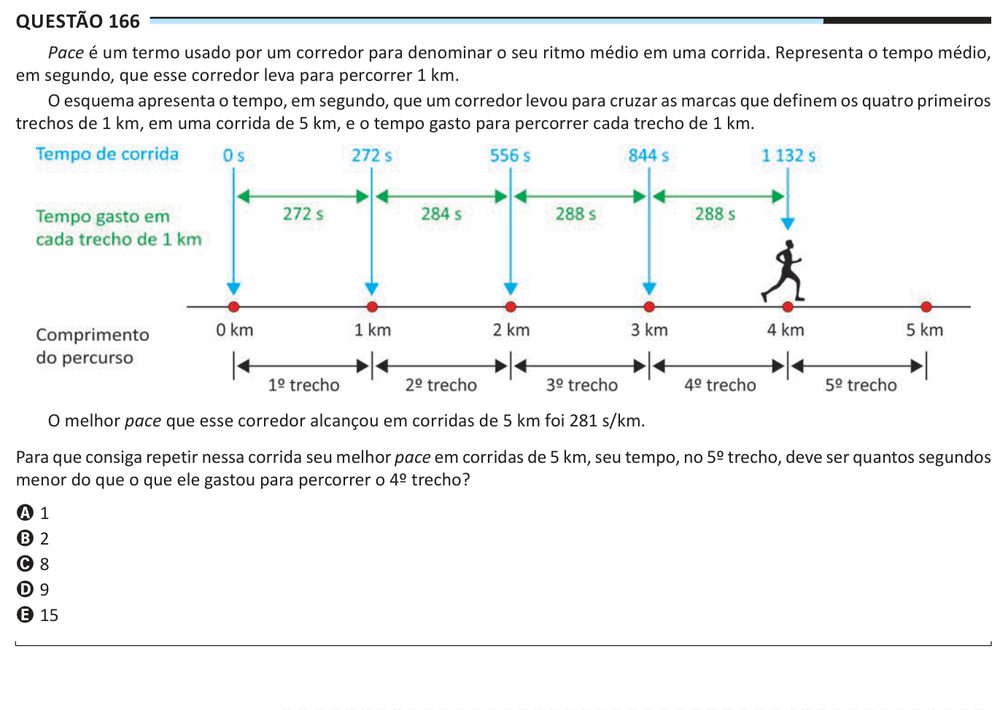 QUESTÃO 166
Pace é um termo usado por um corredor para denominar o seu ritmo médio em uma corrida. Representa o tempo médio,
em segundo, que esse corredor leva para percorrer 1 km.
O esquema apresenta o tempo, em segundo, que um corredor levou para cruzar as marcas que definem os quatro primeiros
trechos de 1 km, em uma corrida de 5 km, e o tempo gasto para percorrer cada trecho de 1 km.
Tempo de corrida 0 s 272 s 556 s 844 s 1 132 s
Tempo gasto em
cada trecho de 1 km
272 s 284 s 288 s 288 s
0 km 1 km 2 km 3 km 4 km 5 km
Comprimento
do percurso
1º trecho 2º trecho 3º trecho 4º trecho 5º trecho
O melhor pace que esse corredor alcançou em corridas de 5 km foi 281 s/km.
Para que consiga repetir nessa corrida seu melhor pace em corridas de 5 km, seu tempo, no 5º trecho, deve ser quantos segundos
menor do que o que ele gastou para percorrer o 4º trecho?
A 1
B 2
C 8
D 9
E 15